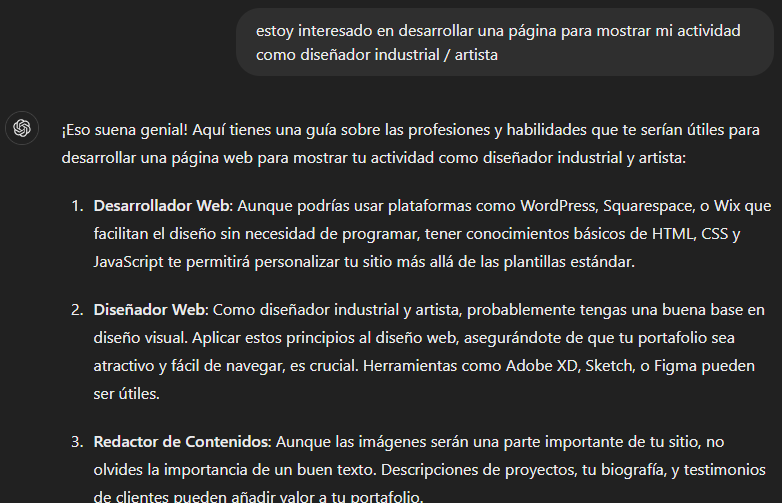 estoy interesado en desarrollar una página para mostrar mi actividad
como diseñador industrial / artista
¡Eso suena genial! Aquí tienes una guía sobre las profesiones y habilidades que te serían útiles para
desarrollar una página web para mostrar tu actividad como diseñador industrial y artista:
1. Desarrollador Web: Aunque podrías usar plataformas como WordPress, Squarespace, o Wix que
facilitan el diseño sin necesidad de programar, tener conocimientos básicos de HTML, CSS y
JavaScript te permitirá personalizar tu sitio más allá de las plantillas estándar.
2. Diseñador Web: Como diseñador industrial y artista, probablemente tengas una buena base en
diseño visual. Aplicar estos principios al diseño web, asegurándote de que tu portafolio sea
atractivo y fácil de navegar, es crucial. Herramientas como Adobe XD, Sketch, o Figma pueden
ser útiles.
3. Redactor de Contenidos: Aunque las imágenes serán una parte importante de tu sitio, no
olvides la importancia de un buen texto. Descripciones de proyectos, tu biografía, y testimonios
de clientes pueden añadir valor a tu portafolio.